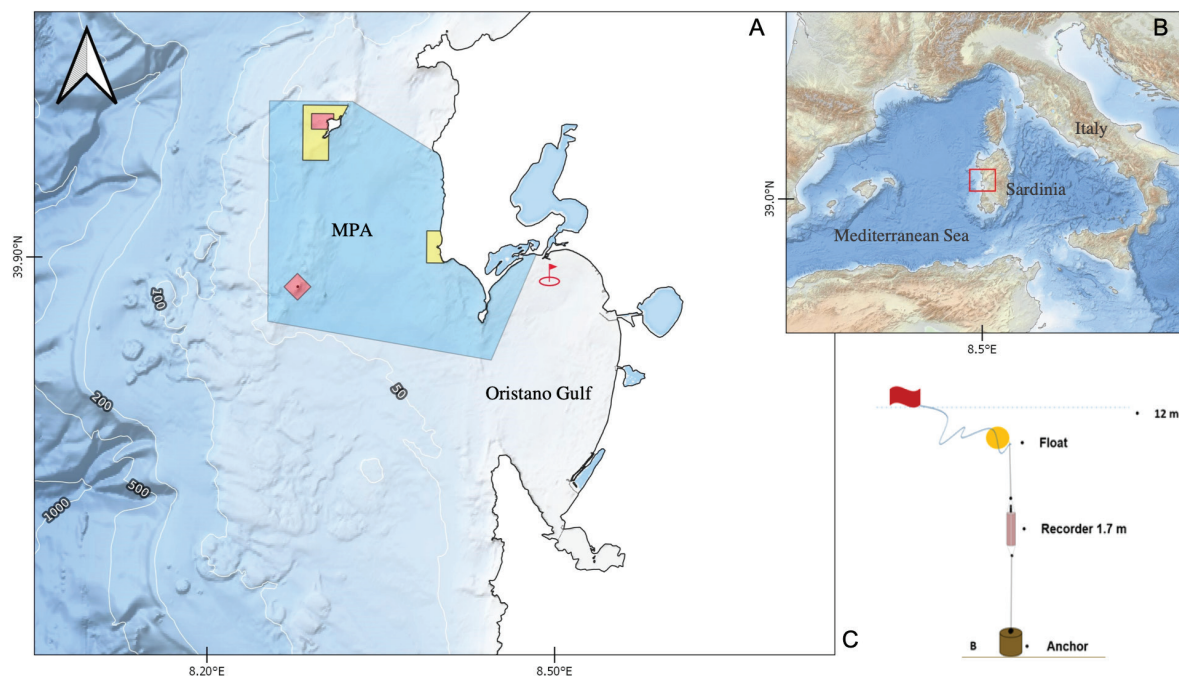 A
MPA
Oristano Gulf
39.90°N
100
200
500
1000
50
8.20°E
8.50°E
B
Italy
Sardinia
Mediterranean Sea
39.0°N
8.5°E
12 m
Float
Recorder 1.7 m
B
Anchor
C